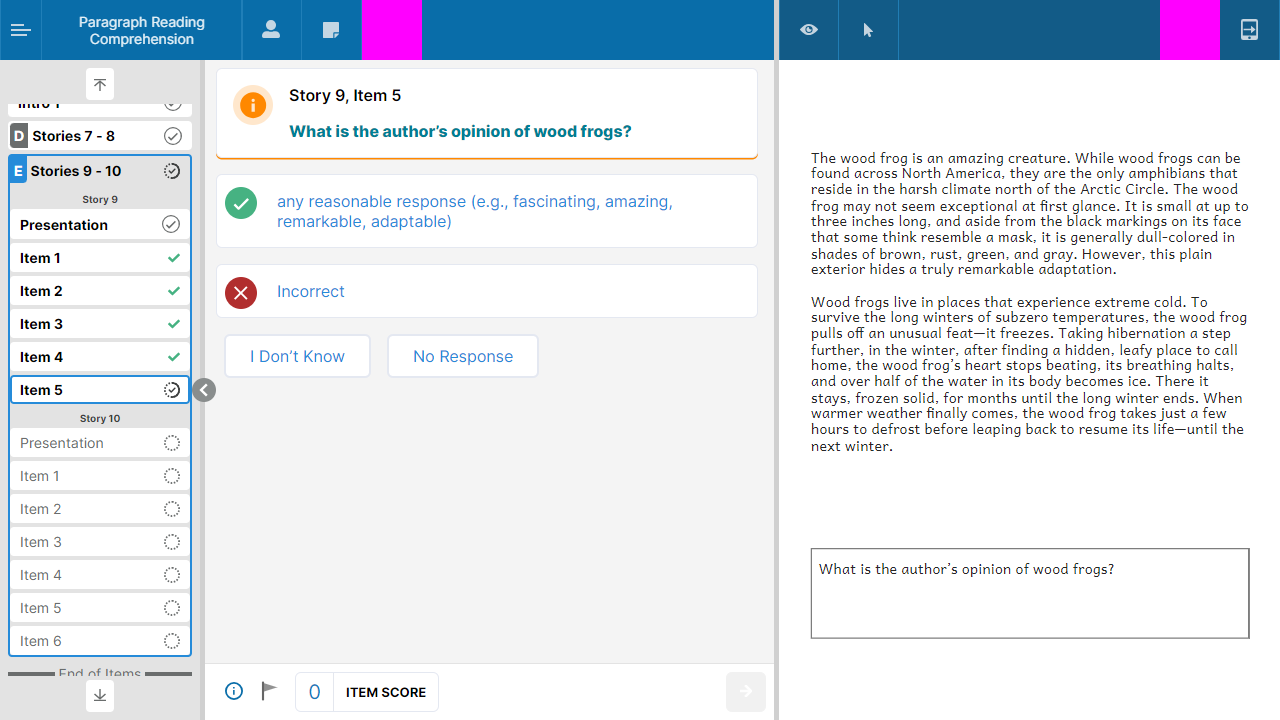 Paragraph Reading
Comprehension
Intro 1
D Stories 7 - 8
E Stories 9 - 10
Story 9
Presentation
Item 1
Item 2
Item 3
Item 4
Item 5
Story 10
Presentation
Item 1
Item 2
Item 3
Item 4
Item 5
Item 6
End of Items
Story 9, Item 5
What is the author's opinion of wood frogs?
any reasonable response (e.g., fascinating, amazing,
remarkable, adaptable)
Incorrect
I Don't Know
No Response
0 ITEM SCORE
The wood frog is an amazing creature. While wood frogs can be
found across North America, they are the only amphibians that
reside in the harsh climate north of the Arctic Circle. The wood
frog may not seem exceptional at first glance. It is small at up to
three inches long, and aside from the black markings on its face
that some think resemble a mask, it is generally dull-colored in
shades of brown, rust, green, and gray. However, this plain
exterior hides a truly remarkable adaptation.
Wood frogs live in places that experience extreme cold. To
survive the long winters of subzero temperatures, the wood frog
pulls off an unusual feat—it freezes. Taking hibernation a step
further, in the winter, after finding a hidden, leafy place to call
home, the wood frog's heart stops beating, its breathing halts,
and over half of the water in its body becomes ice. There it
stays, frozen solid, for months until the long winter ends. When
warmer weather finally comes, the wood frog takes just a few
hours to defrost before leaping back to resume its life—until the
next winter.
What is the author's opinion of wood frogs?